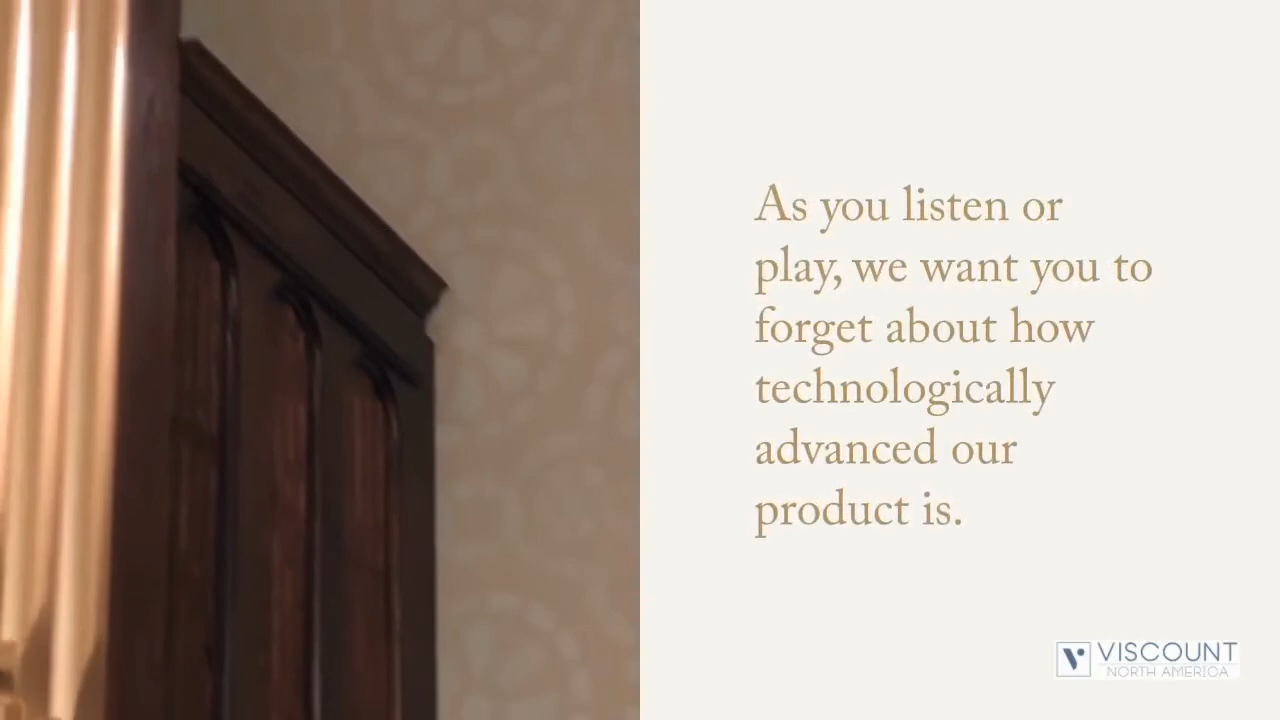 As you listen or
play, we want you to
forget about how
technologically
advanced our
product is.
VISCOUNT
NORTH AMERICA